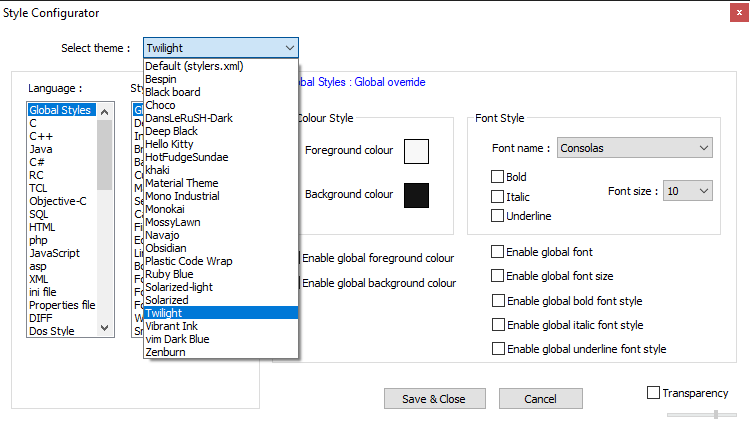 Style Configurator
Select theme :
Twilight
Default (stylers.xml)
Bespin
Black board
Choco
DansLeRuSH-Dark
Deep Black
Hello Kitty
HotFudgeSundae
khaki
Material Theme
Mono Industrial
Monokai
MossyLawn
Navajo
Obsidian
Plastic Code Wrap
Ruby Blue
Solarized-light
Solarized
Twilight
Vibrant Ink
vim Dark Blue
Zenburn
Language :
Global Styles
C
C++
Java
C#
RC
TCL
Objective-C
SQL
HTML
php
JavaScript
asp
XML
ini file
Properties file
DIFF
Dos Style
Styles : Global override
Colour Style
Foreground colour
Background colour
Enable global foreground colour
Enable global background colour
Font Style
Font name :
Consolas
Bold
Italic
Underline
Font size :
10
Enable global font
Enable global font size
Enable global bold font style
Enable global italic font style
Enable global underline font style
Save & Close
Cancel
Transparency